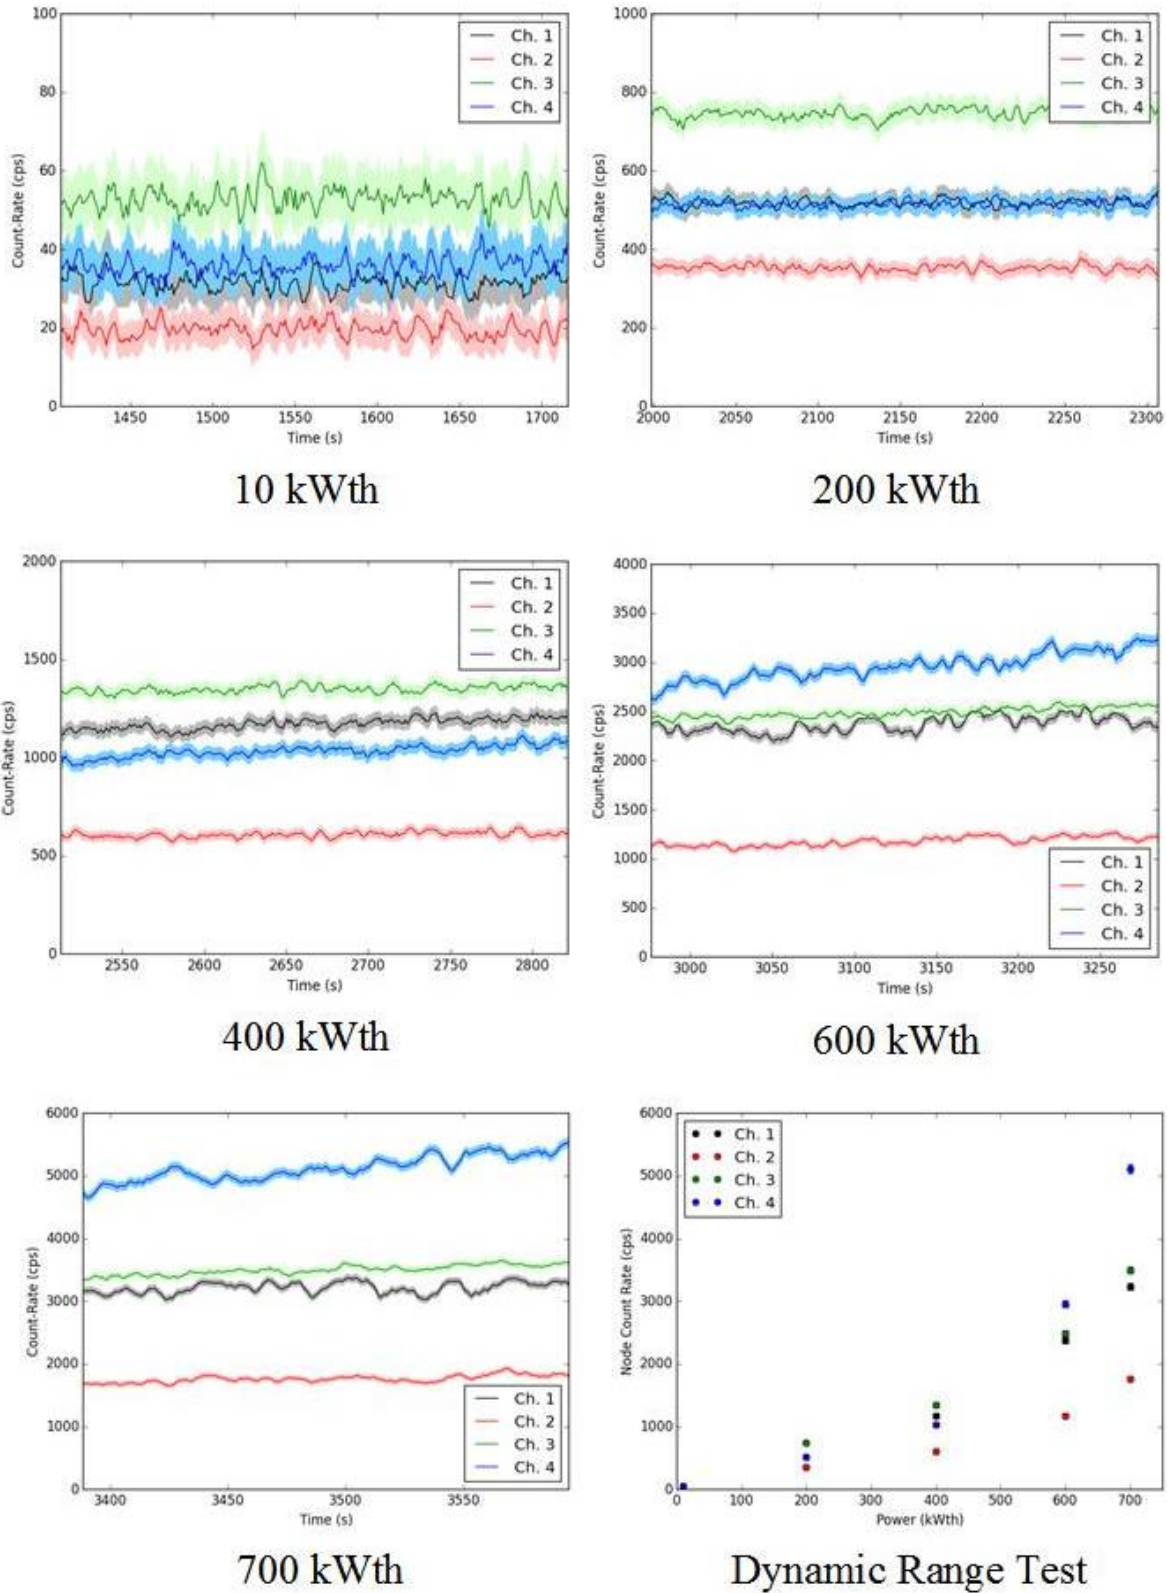 100
80
60
40
20
0
Count-Rate (cps)
1450 1500 1550 1600 1650 1700
Time (s)
Ch. 1
Ch. 2
Ch. 3
Ch. 4
10 kWth
1000
800
600
400
200
0
Count-Rate (cps)
2000 2050 2100 2150 2200 2250 2300
Time (s)
Ch. 1
Ch. 2
Ch. 3
Ch. 4
200 kWth
2000
1500
1000
500
0
Count-Rate (cps)
2550 2600 2650 2700 2750 2800
Time (s)
Ch. 1
Ch. 2
Ch. 3
Ch. 4
400 kWth
4000
3500
3000
2500
2000
1500
1000
500
0
Count-Rate (cps)
3000 3050 3100 3150 3200 3250
Time (s)
Ch. 1
Ch. 2
Ch. 3
Ch. 4
600 kWth
6000
5000
4000
3000
2000
1000
0
Count-Rate (cps)
3400 3450 3500 3550
Time (s)
Ch. 1
Ch. 2
Ch. 3
Ch. 4
700 kWth
6000
5000
4000
3000
2000
1000
0
Node Count Rate (cps)
0 100 200 300 400 500 600 700
Power (kWth)
Ch. 1
Ch. 2
Ch. 3
Ch. 4
Dynamic Range Test